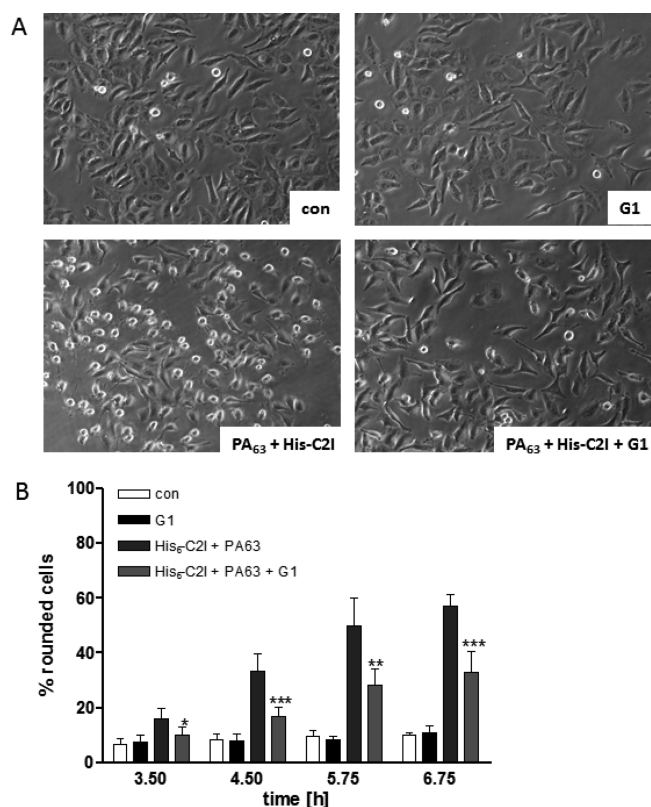 A
con
G1
PA₆₃ + His-C2I
PA₆₃ + His-C2I + G1
B
100
80
60
40
20
0
% rounded cells
con
G1
His₆-C2I + PA63
His₆-C2I + PA63 + G1
*
***
**
***
3.50 4.50 5.75 6.75
time [h]